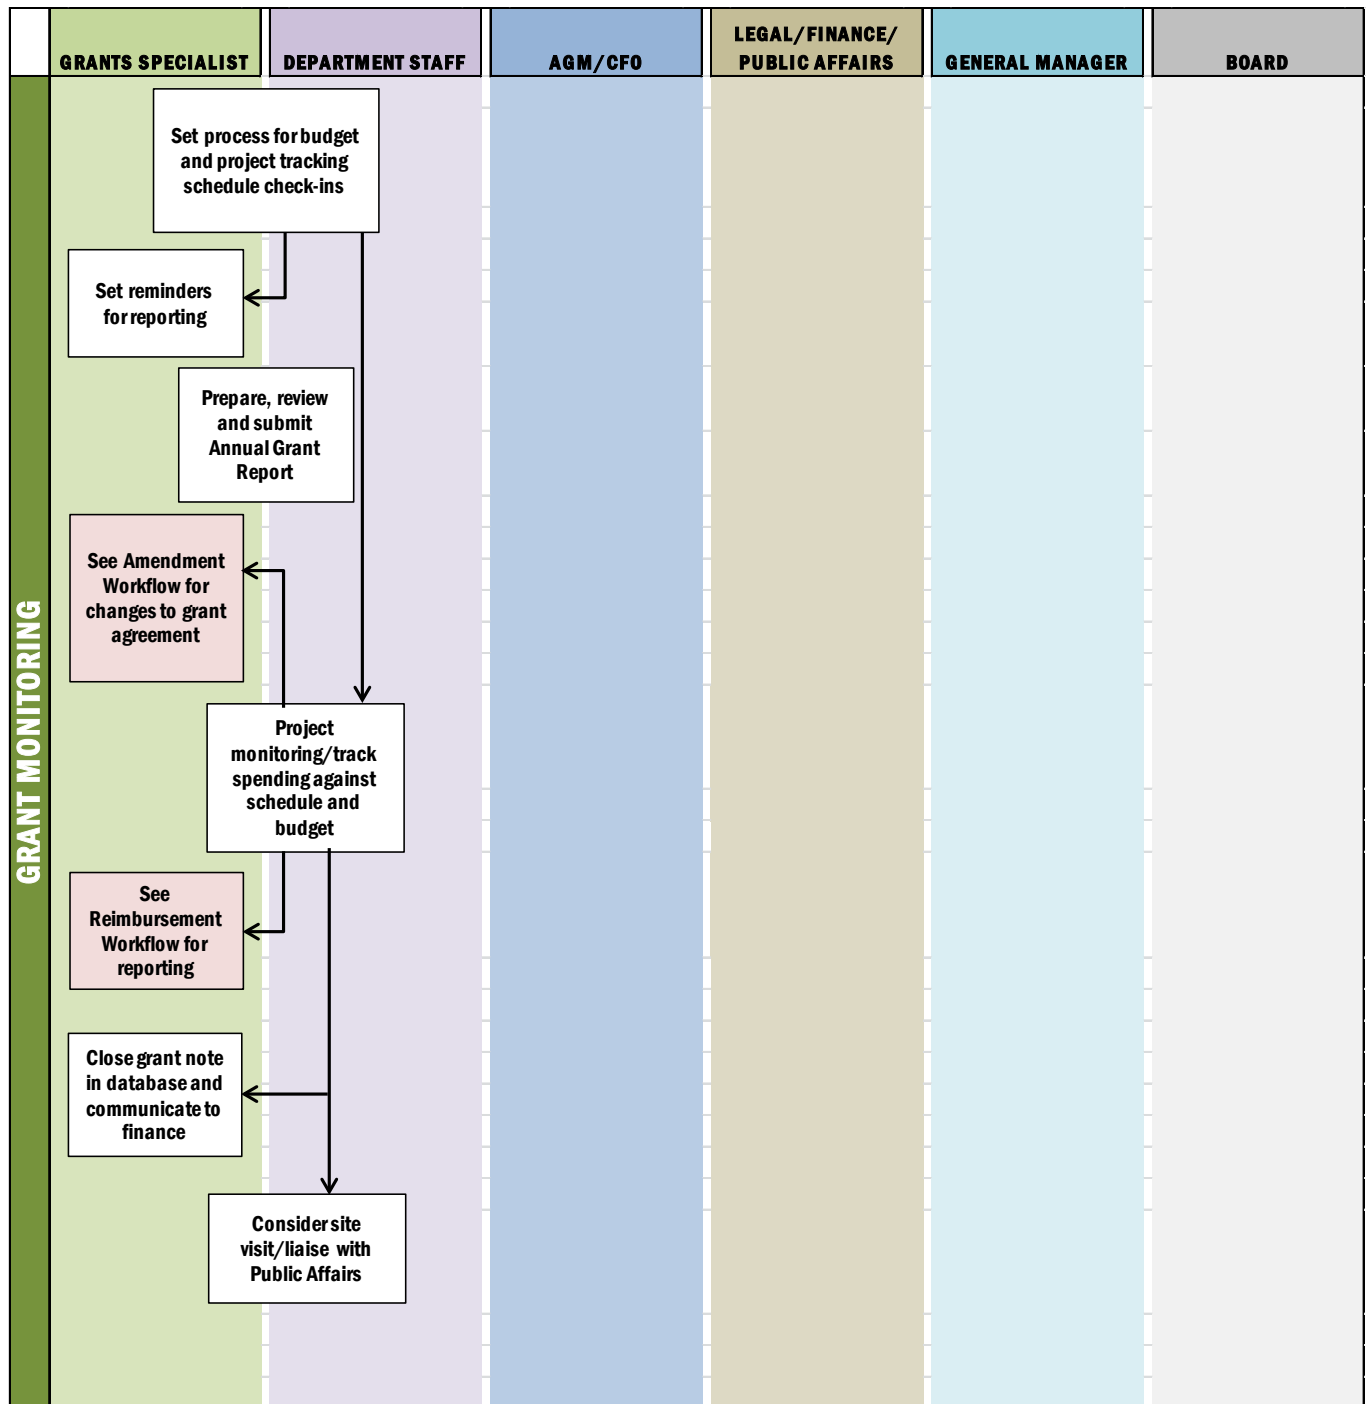 GRANTS SPECIALIST
DEPARTMENT STAFF
AGM/CFO
LEGAL/FINANCE/
PUBLIC AFFAIRS
GENERAL MANAGER
BOARD
GRANT MONITORING
Set process for budget
and project tracking
schedule check-ins
Set reminders
for reporting
Prepare, review
and submit
Annual Grant
Report
See Amendment
Workflow for
changes to grant
agreement
Project
monitoring/track
spending against
schedule and
budget
See
Reimbursement
Workflow for
reporting
Close grant note
in database and
communicate to
finance
Consider site
visit/liaise with
Public Affairs